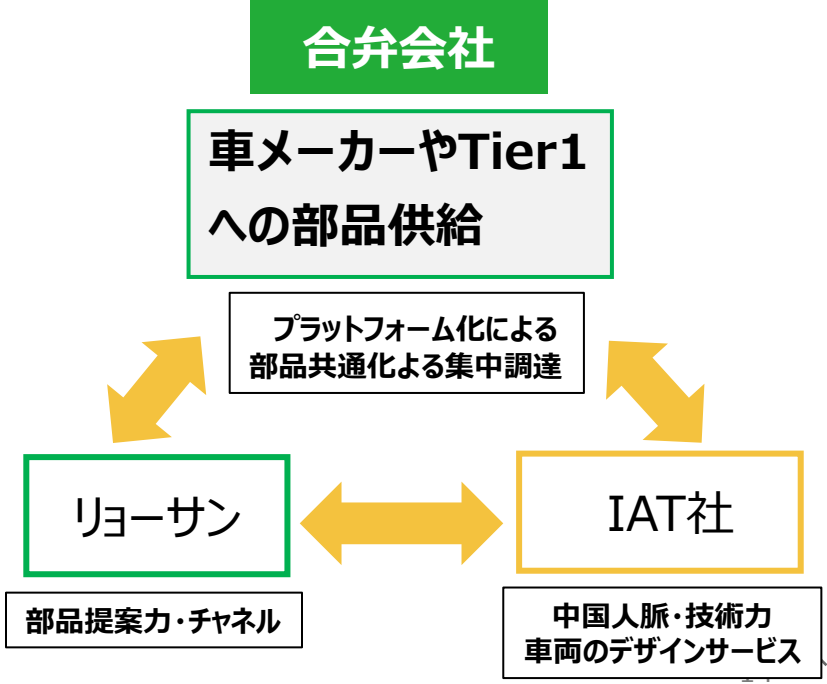 合弁会社
車メーカーやTier1
への部品供給
プラットフォーム化による
部品共通化よる集中調達
リョーサン
IAT社
部品提案力・チャネル
中国人脈・技術力
車両のデザインサービス